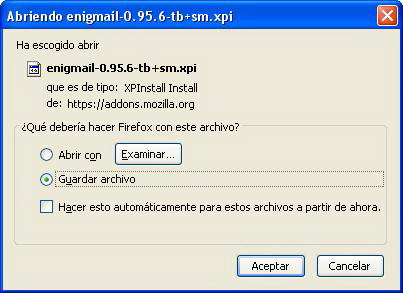 Abriendo enigmail-0.95.6-tb+sm.xpi
Ha escogido abrir
enigmail-0.95.6-tb+sm.xpi
que es de tipo: XPInstall Install
de: https://addons.mozilla.org
¿Qué debería hacer Firefox con este archivo?
Abrir con Examinar...
Guardar archivo
Hacer esto automáticamente para estos archivos a partir de ahora.
Aceptar Cancelar